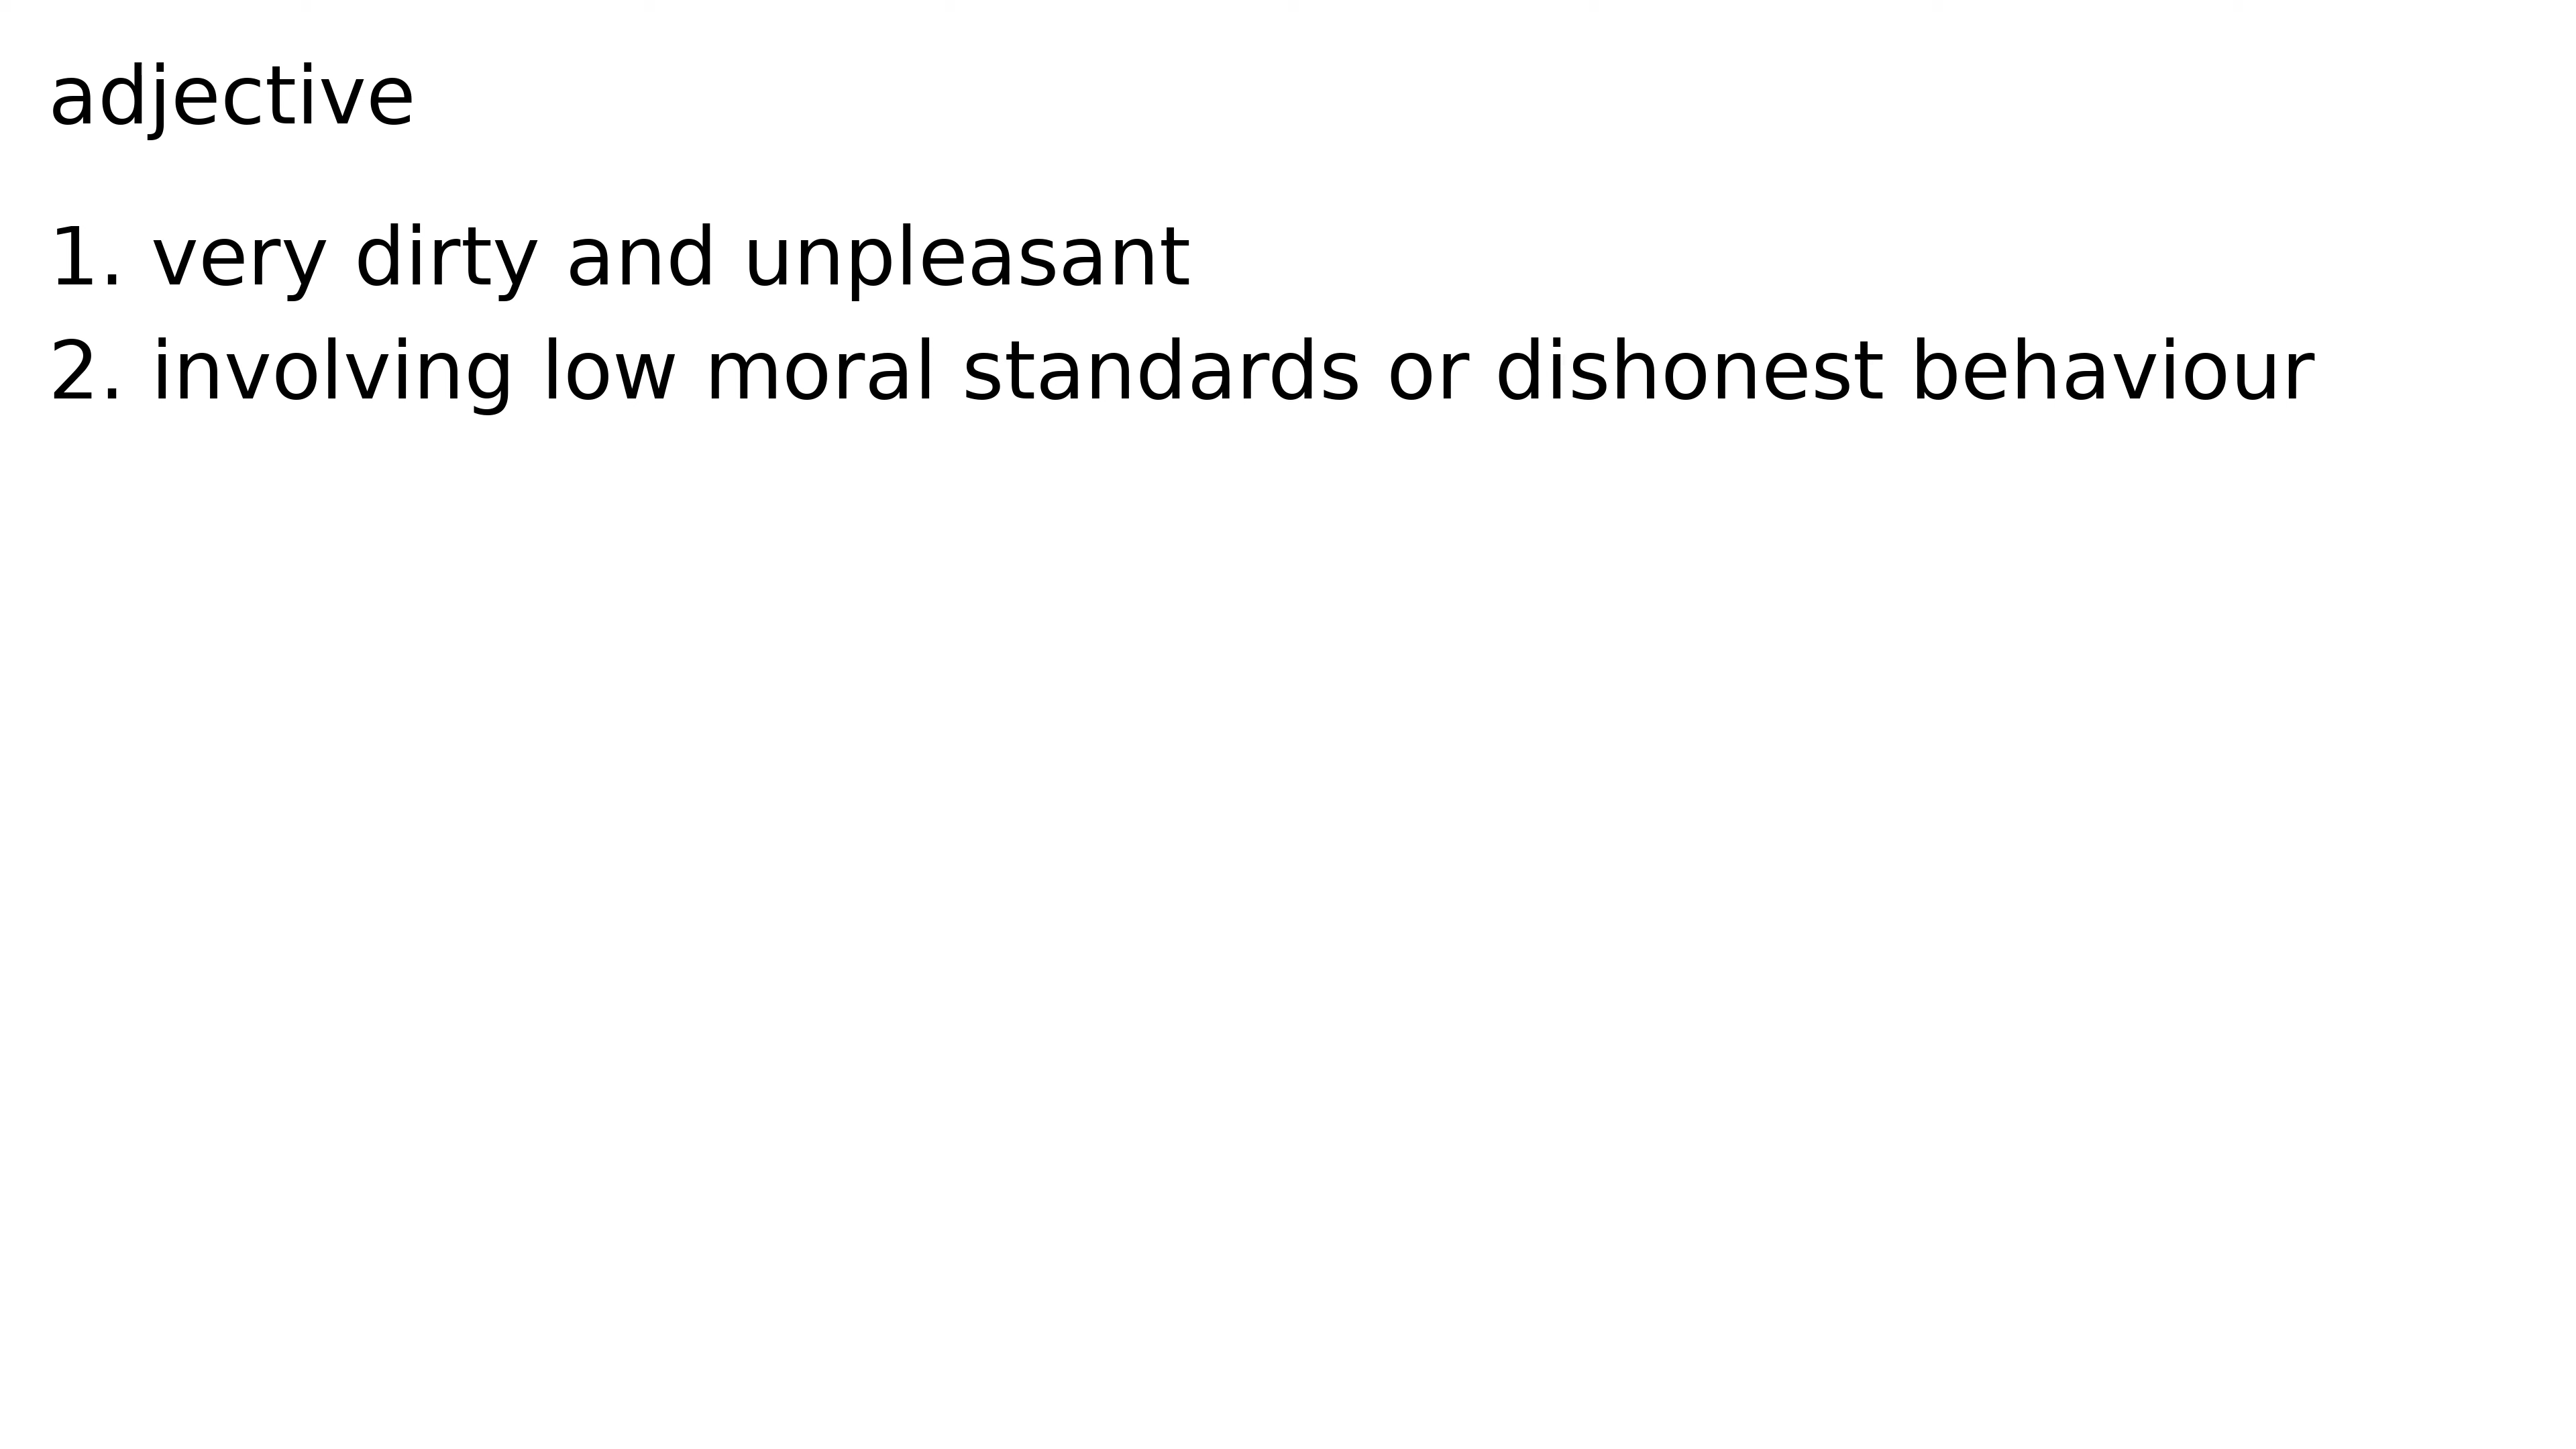 adjective
1. very dirty and unpleasant
2. involving low moral standards or dishonest behaviour